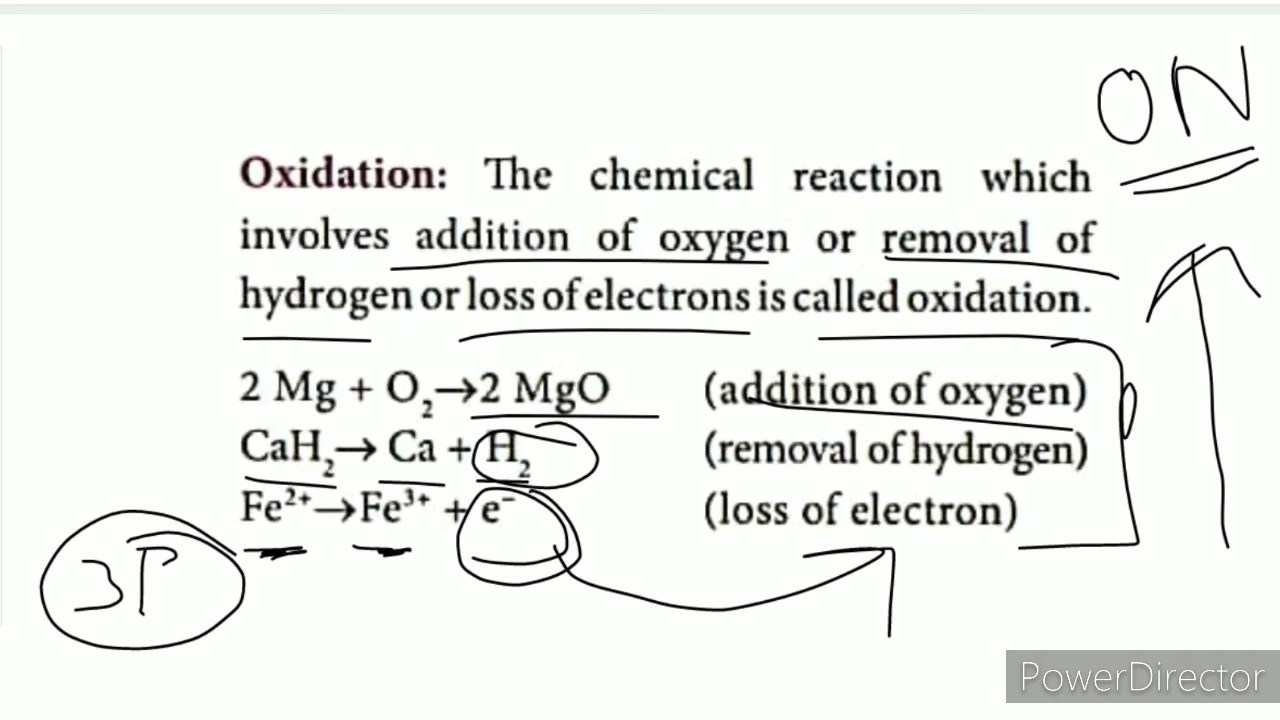 ON
Oxidation: The chemical reaction which
involves addition of oxygen or removal of
hydrogen or loss of electrons is called oxidation.
2 Mg + O₂→2 MgO (addition of oxygen)
CaH₂→ Ca + H₂ (removal of hydrogen)
Fe²⁺→Fe³⁺ + e⁻ (loss of electron)
3P
PowerDirector